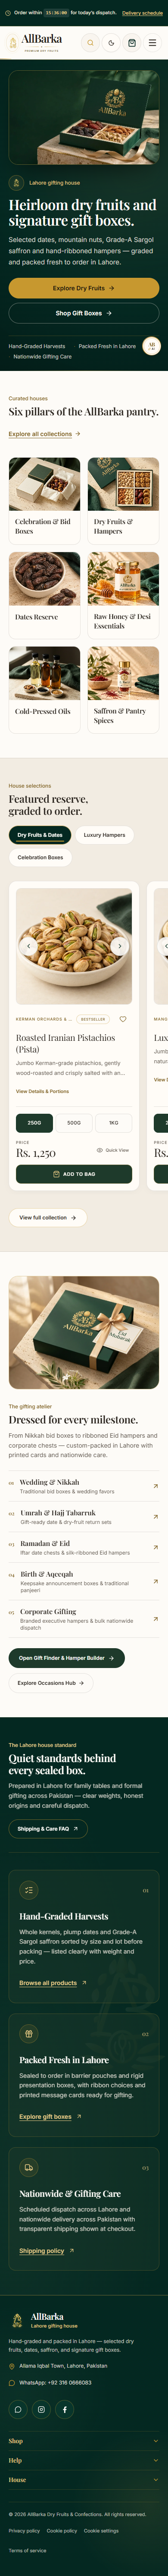 Order within 15:36:00 for today's dispatch. Delivery schedule
AllBarka
PREMIUM DRY FRUITS
Lahore gifting house
Heirloom dry fruits and
signature gift boxes.
Selected dates, mountain nuts, Grade-A Sargol
saffron and hand-ribboned hampers — graded
and packed fresh to order in Lahore.
Explore Dry Fruits
Shop Gift Boxes
Hand-Graded Harvests
Packed Fresh in Lahore
Nationwide Gifting Care
Curated houses
Six pillars of the AllBarka pantry.
Explore all collections
Celebration & Bid
Boxes
Dry Fruits &
Hampers
Dates Reserve
Raw Honey & Desi
Essentials
Cold-Pressed Oils
Saffron & Pantry
Spices
House selections
Featured reserve,
graded to order.
Dry Fruits & Dates
Luxury Hampers
Celebration Boxes
KERMAN ORCHARDS & ...
BESTSELLER
Roasted Iranian Pistachios
(Pista)
Jumbo Kerman-grade pistachios, gently
wood-roasted and crisply salted with an...
View Details & Portions
250G
500G
1KG
PRICE
Rs. 1,250
Quick View
ADD TO BAG
View full collection
Eid
Mubarak
The gifting atelier
Dressed for every milestone.
From Nikkah bid boxes to ribboned Eid hampers and
corporate crests — custom-packed in Lahore with
printed cards and nationwide care.
01 Wedding & Nikkah
Traditional bid boxes & wedding favors
02 Umrah & Hajj Tabarruk
Gift-ready date & dry-fruit return sets
03 Ramadan & Eid
Iftar date chests & silk-ribboned Eid hampers
04 Birth & Aqeeqah
Keepsake announcement boxes & traditional
panjeeri
05 Corporate Gifting
Branded executive hampers & bulk nationwide
dispatch
Open Gift Finder & Hamper Builder
Explore Occasions Hub
The Lahore house standard
Quiet standards behind
every sealed box.
Prepared in Lahore for family tables and formal
gifting across Pakistan — clear weights, honest
origins and careful dispatch.
Shipping & Care FAQ
01
Hand-Graded Harvests
Whole kernels, plump dates and Grade-A
Sargol saffron sorted by size and lot before
packing — listed clearly with weight and
price.
Browse all products
02
Packed Fresh in Lahore
Sealed to order in barrier pouches and rigid
presentation boxes, with ribbon choices and
printed message cards ready for gifting.
Explore gift boxes
03
Nationwide & Gifting Care
Scheduled dispatch across Lahore and
nationwide delivery across Pakistan with
transparent shipping shown at checkout.
Shipping policy
AllBarka
Lahore gifting house
Hand-graded and packed in Lahore — selected dry
fruits, dates, saffron, and signature gift boxes.
Allama Iqbal Town, Lahore, Pakistan
WhatsApp: +92 316 0666083
Shop
Help
House
© 2026 AllBarka Dry Fruits & Confections. All rights reserved.
Privacy policy
Cookie policy
Cookie settings
Terms of service